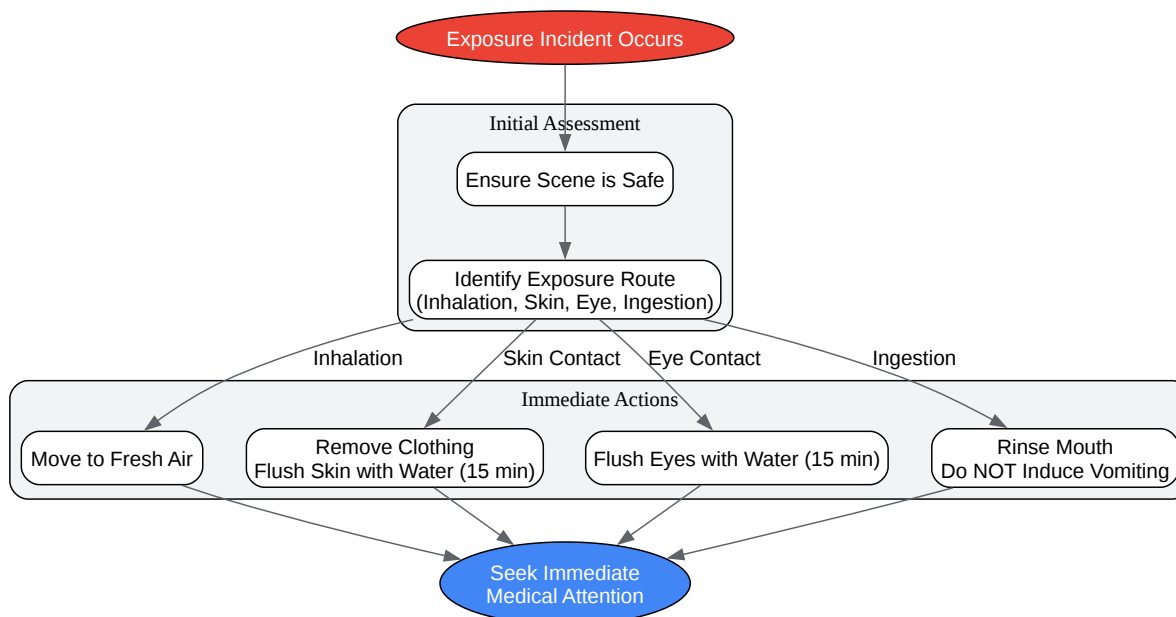 Exposure Incident Occurs
Initial Assessment
Ensure Scene is Safe
Identify Exposure Route
(Inhalation, Skin, Eye, Ingestion)
Inhalation
Skin Contact
Eye Contact
Ingestion
Immediate Actions
Move to Fresh Air
Remove Clothing
Flush Skin with Water (15 min)
Flush Eyes with Water (15 min)
Rinse Mouth
Do NOT Induce Vomiting
Seek Immediate
Medical Attention